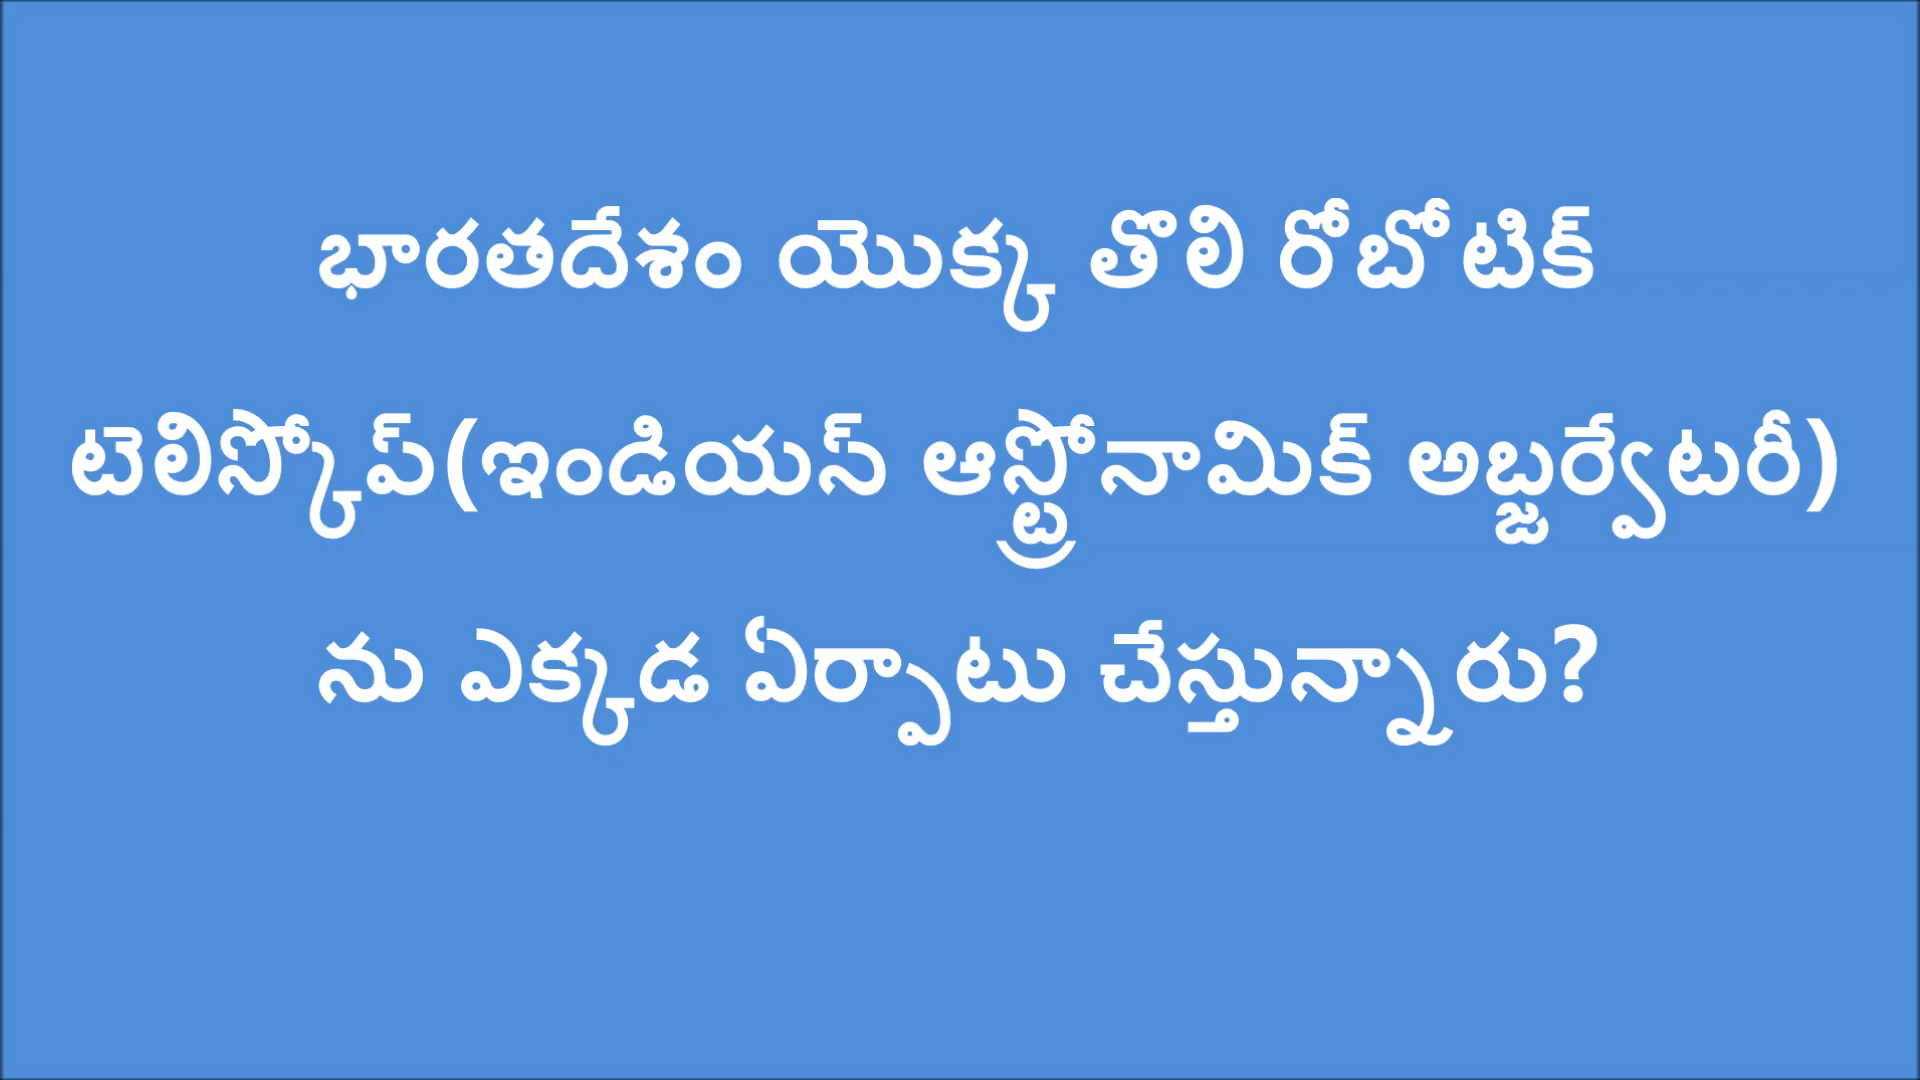 భారతదేశం యొక్క తొలి రోబోటిక్
టెలిస్కోప్(ఇండియన్ ఆస్ట్రోనామిక్ అబ్జర్వేటరీ)
ను ఎక్కడ ఏర్పాటు చేస్తున్నారు?